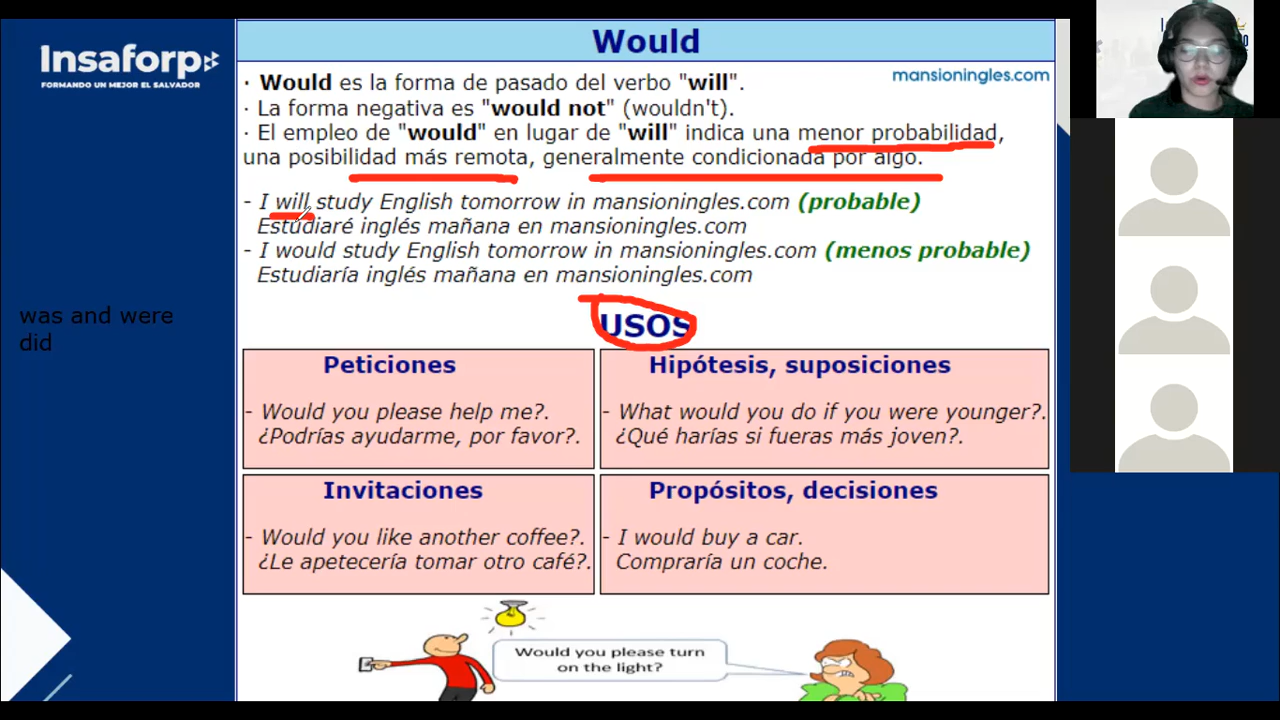 Insaforp
FORMANDO UN MEJOR EL SALVADOR
Would
mansioningles.com
· Would es la forma de pasado del verbo "will".
· La forma negativa es "would not" (wouldn't).
· El empleo de "would" en lugar de "will" indica una menor probabilidad,
una posibilidad más remota, generalmente condicionada por algo.
- I will study English tomorrow in mansioningles.com (probable)
Estudiaré inglés mañana en mansioningles.com
- I would study English tomorrow in mansioningles.com (menos probable)
Estudiaría inglés mañana en mansioningles.com
was and were
did
USOS
Peticiones
- Would you please help me?.
¿Podrías ayudarme, por favor?.
Hipótesis, suposiciones
- What would you do if you were younger?.
¿Qué harías si fueras más joven?.
Invitaciones
- Would you like another coffee?.
¿Le apetecería tomar otro café?.
Propósitos, decisiones
- I would buy a car.
Compraría un coche.
Would you please turn
on the light?